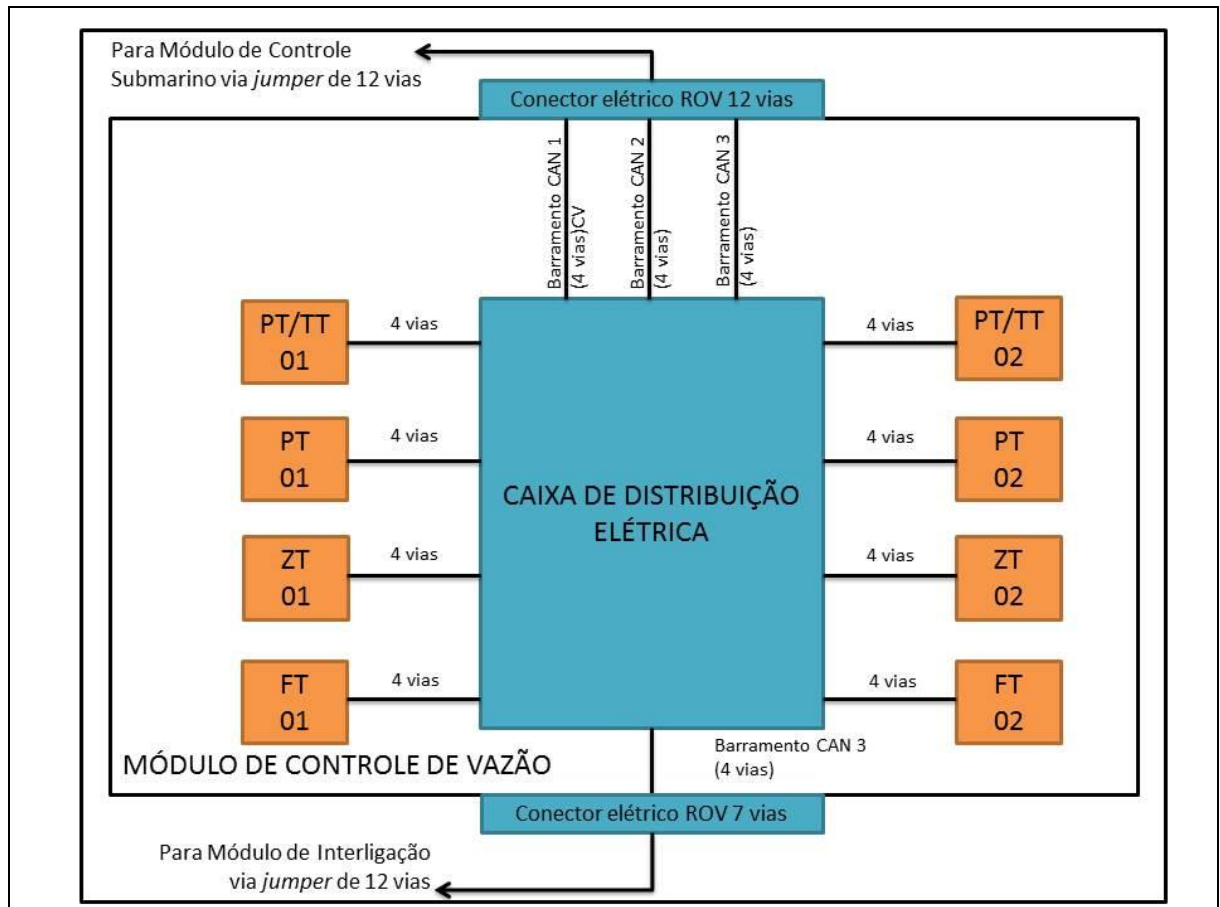 Para Módulo de Controle
Submarino via jumper de 12 vias
Conector elétrico ROV 12 vias
Barramento CAN 1
(4 vias)CV
Barramento CAN 2
(4 vias)
Barramento CAN 3
(4 vias)
PT/TT
01
4 vias
4 vias
PT/TT
02
PT
01
4 vias
4 vias
PT
02
CAIXA DE DISTRIBUIÇÃO
ELÉTRICA
ZT
01
4 vias
4 vias
ZT
02
FT
01
4 vias
4 vias
FT
02
MÓDULO DE CONTROLE DE VAZÃO
Barramento CAN 3
(4 vias)
Conector elétrico ROV 7 vias
Para Módulo de Interligação
via jumper de 12 vias